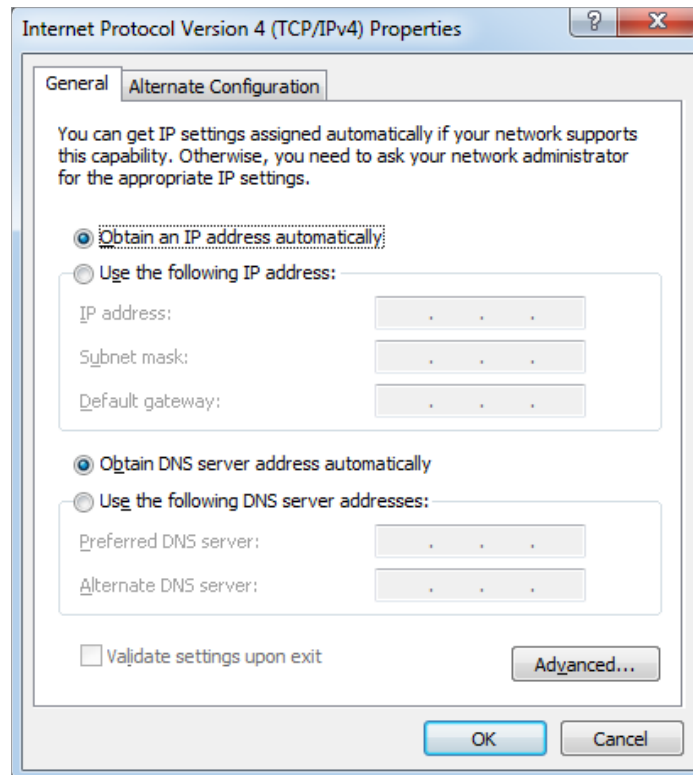 Internet Protocol Version 4 (TCP/IPv4) Properties
General
Alternate Configuration
You can get IP settings assigned automatically if your network supports
this capability. Otherwise, you need to ask your network administrator
for the appropriate IP settings.
Obtain an IP address automatically
Use the following IP address:
IP address:
Subnet mask:
Default gateway:
Obtain DNS server address automatically
Use the following DNS server addresses:
Preferred DNS server:
Alternate DNS server:
Validate settings upon exit
Advanced...
OK
Cancel